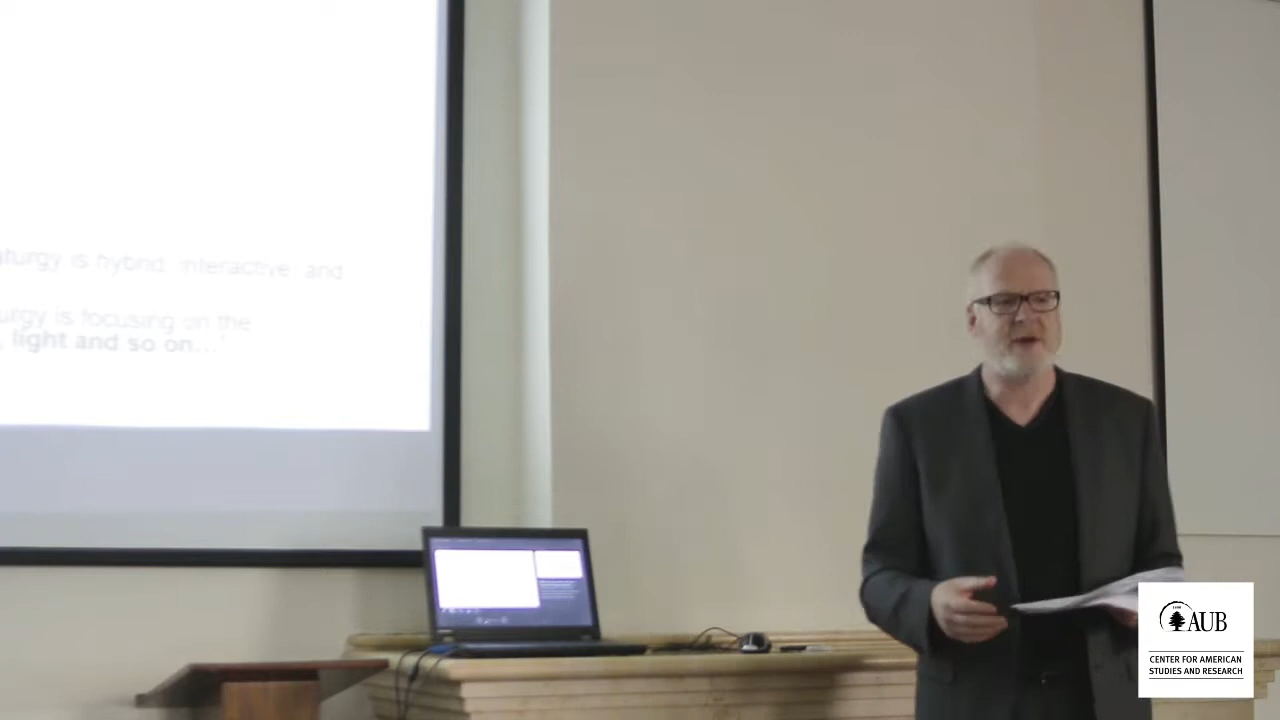 aturgy is hybrid, interactive and
urgy is focusing on the
, light and so on...'
AUB
CENTER FOR AMERICAN
STUDIES AND RESEARCH